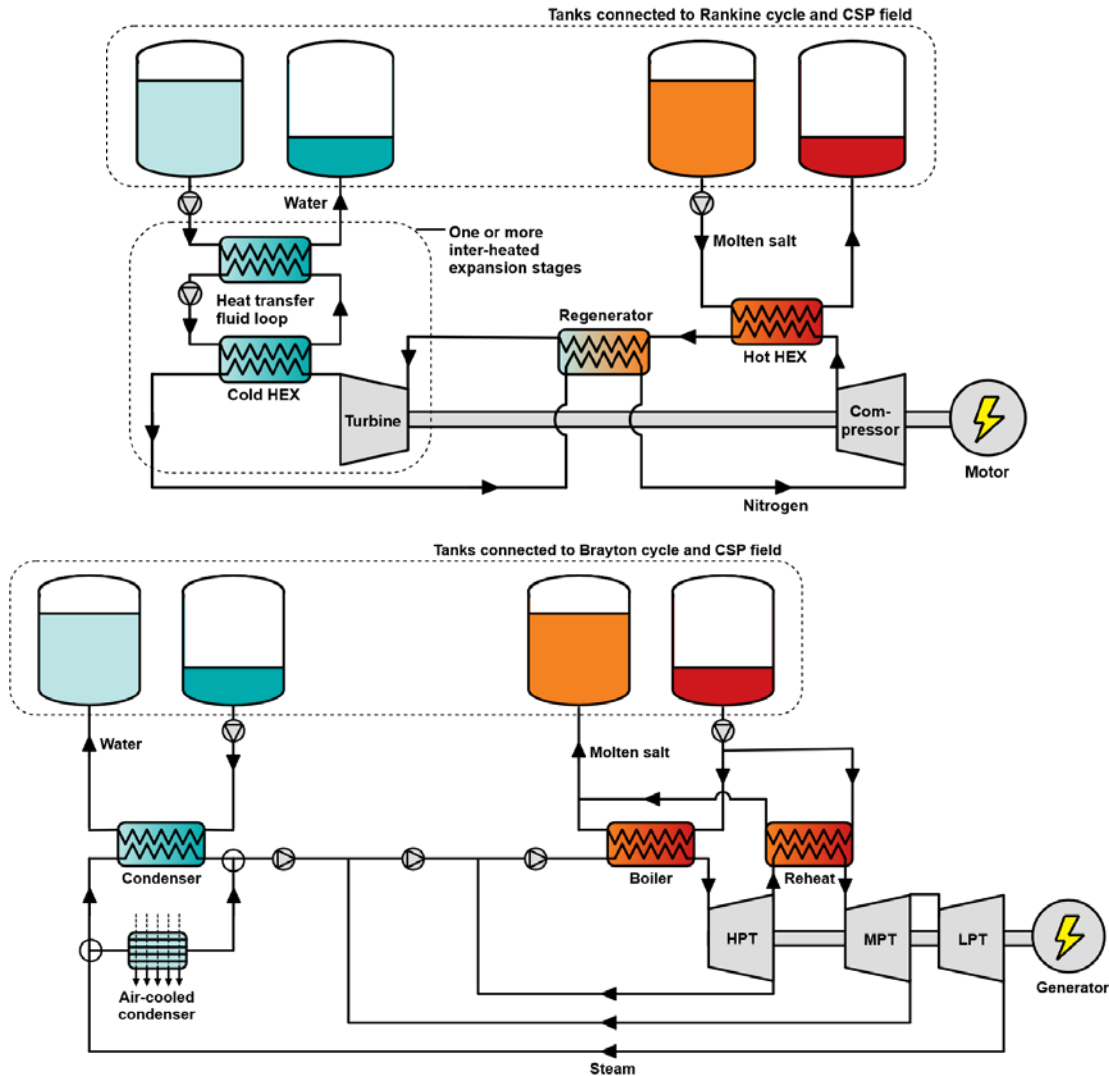 Tanks connected to Rankine cycle and CSP field
Water
Molten salt
One or more
inter-heated
expansion stages
Heat transfer
fluid loop
Regenerator
Hot HEX
Cold HEX
Turbine
Com-
pressor
Motor
Nitrogen
Tanks connected to Brayton cycle and CSP field
Water
Molten salt
Condenser
Boiler
Reheat
HPT
MPT
LPT
Air-cooled
condenser
Generator
Steam